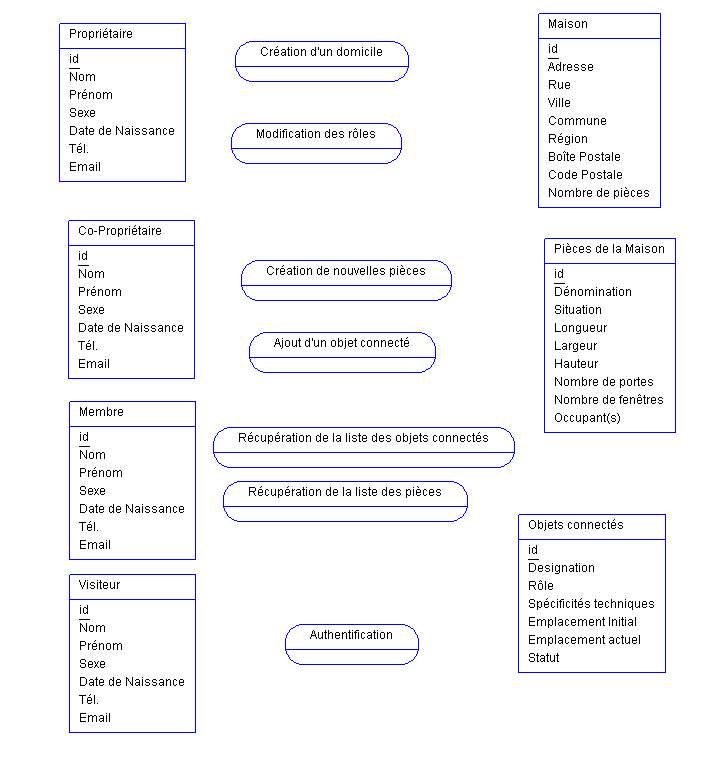 Propriétaire
id
Nom
Prénom
Sexe
Date de Naissance
Tél.
Email
Création d'un domicile
Modification des rôles
Maison
id
Adresse
Rue
Ville
Commune
Région
Boîte Postale
Code Postale
Nombre de pièces
Co-Propriétaire
id
Nom
Prénom
Sexe
Date de Naissance
Tél.
Email
Création de nouvelles pièces
Ajout d'un objet connecté
Pièces de la Maison
id
Dénomination
Situation
Longueur
Largeur
Hauteur
Nombre de portes
Nombre de fenêtres
Occupant(s)
Membre
id
Nom
Prénom
Sexe
Date de Naissance
Tél.
Email
Récupération de la liste des objets connectés
Récupération de la liste des pièces
Objets connectés
id
Designation
Rôle
Spécificités techniques
Emplacement Initial
Emplacement actuel
Statut
Visiteur
id
Nom
Prénom
Sexe
Date de Naissance
Tél.
Email
Authentification